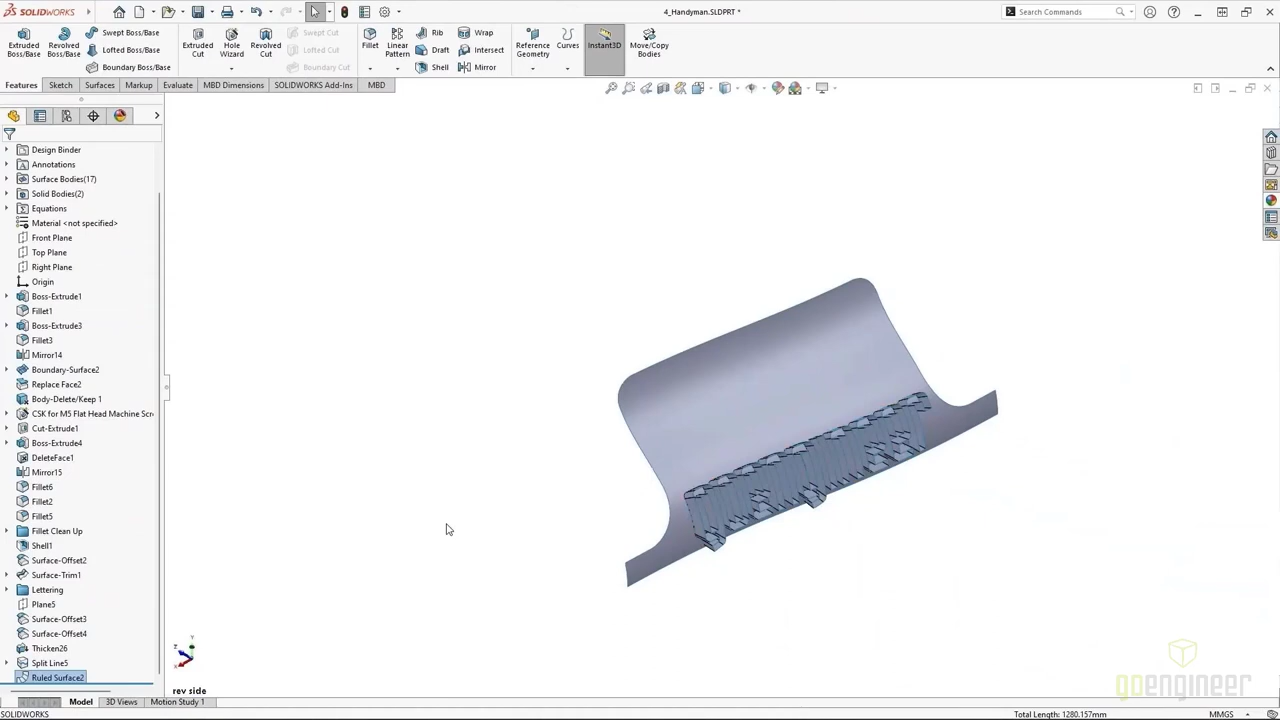 SOLIDWORKS
4_Handyman.SLDPRT *
Search Commands
Extruded Boss/Base
Revolved Boss/Base
Swept Boss/Base
Lofted Boss/Base
Boundary Boss/Base
Extruded Cut
Hole Wizard
Revolved Cut
Swept Cut
Lofted Cut
Boundary Cut
Fillet
Linear Pattern
Rib
Draft
Shell
Wrap
Intersect
Mirror
Reference Geometry
Curves
Instant3D
Move/Copy Bodies
Features
Sketch
Surfaces
Markup
Evaluate
MBD Dimensions
SOLIDWORKS Add-Ins
MBD
Design Binder
Annotations
Surface Bodies(17)
Solid Bodies(2)
Equations
Material <not specified>
Front Plane
Top Plane
Right Plane
Origin
Boss-Extrude1
Fillet1
Boss-Extrude3
Fillet3
Mirror14
Boundary-Surface2
Replace Face2
Body-Delete/Keep 1
CSK for M5 Flat Head Machine Scr
Cut-Extrude1
Boss-Extrude4
DeleteFace1
Mirror15
Fillet6
Fillet2
Fillet5
Fillet Clean Up
Shell1
Surface-Offset2
Surface-Trim1
Lettering
Plane5
Surface-Offset3
Surface-Offset4
Thicken26
Split Line5
Ruled Surface2
Y
Z
X
rev side
goengineer
Model
3D Views
Motion Study 1
SOLIDWORKS
Total Length: 1280.157mm
MMGS